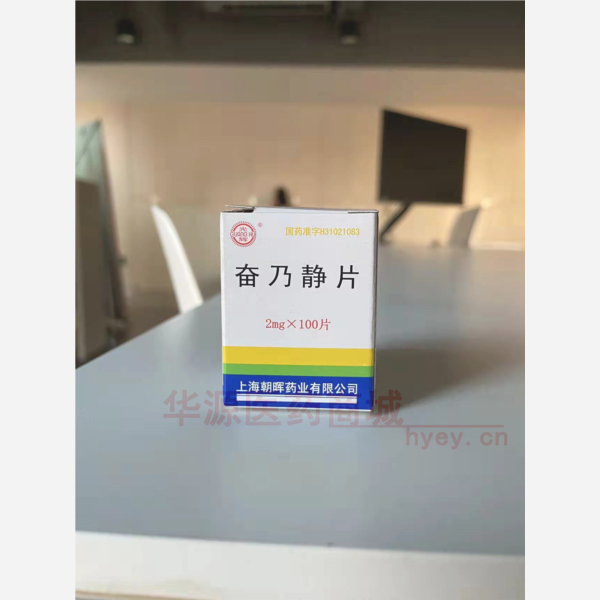 国药准字H31021083
奋乃静片
2mg×100片
上海朝晖药业有限公司
华源医药商城
hyey.cn